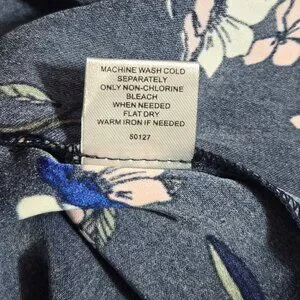 MACHINE WASH COLD
SEPARATELY
ONLY NON-CHLORINE
BLEACH
WHEN NEEDED
FLAT DRY
WARM IRON IF NEEDED
50127